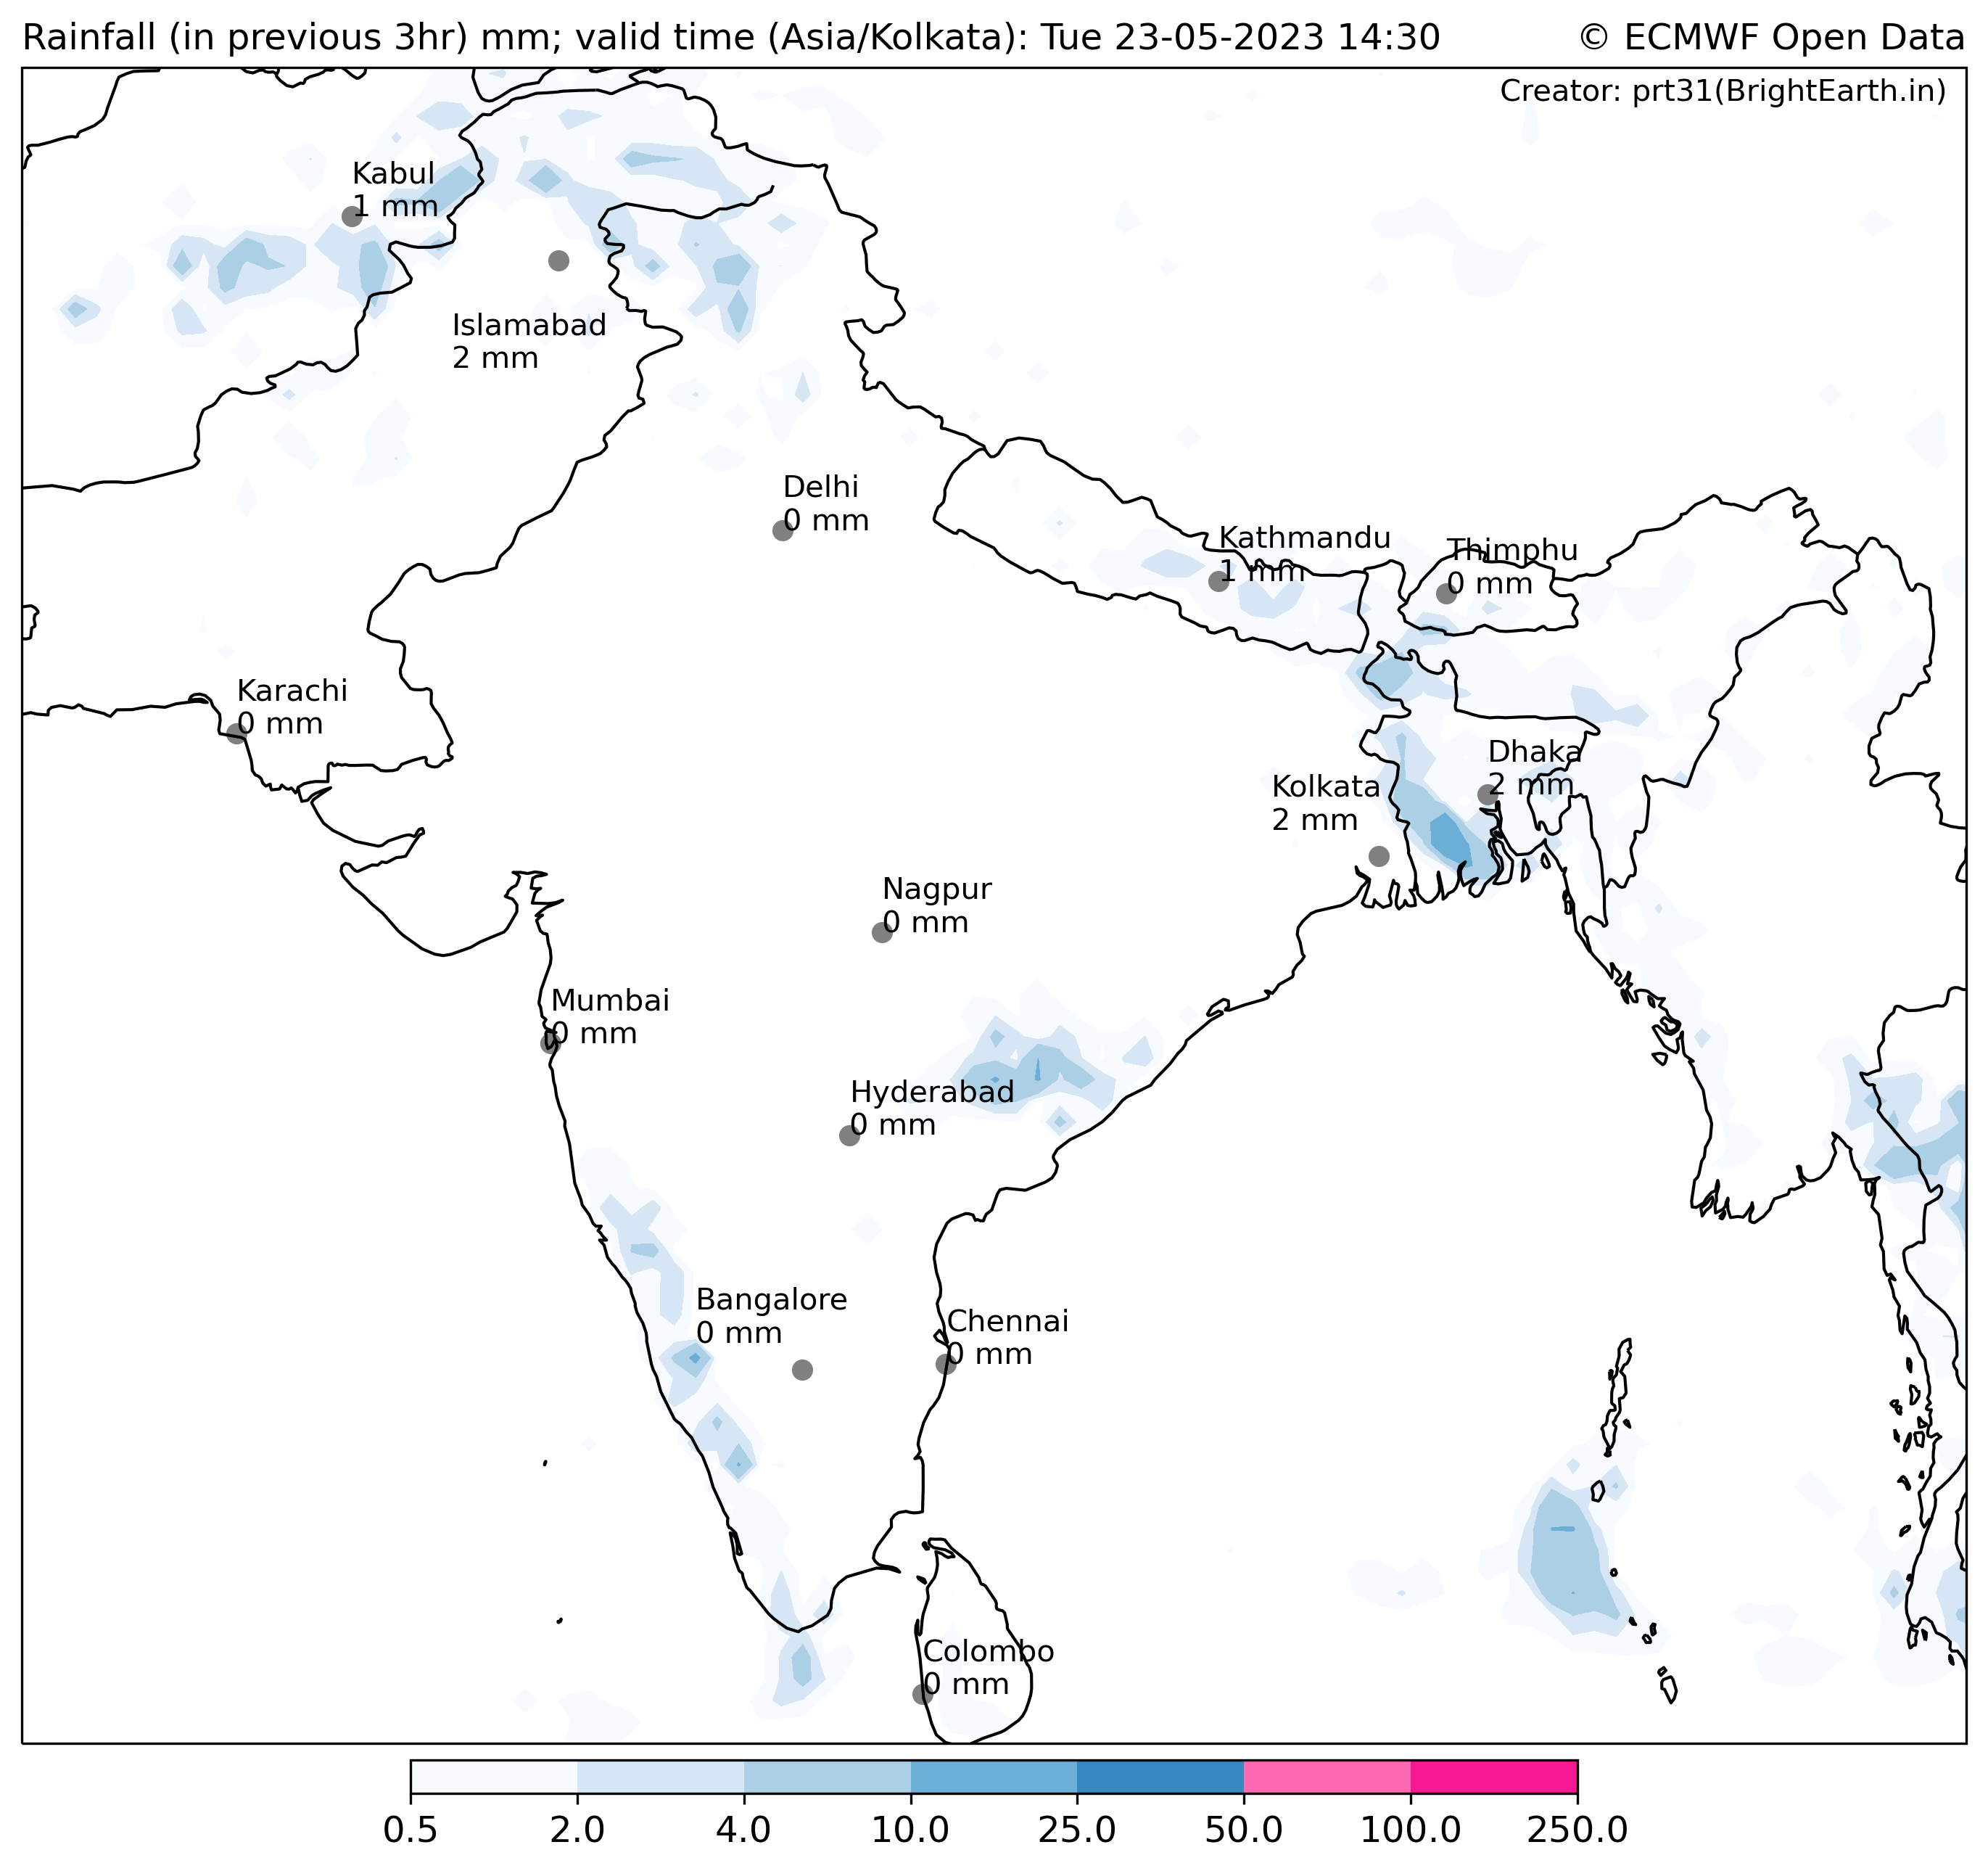 Rainfall (in previous 3hr) mm; valid time (Asia/Kolkata): Tue 23-05-2023 14:30
© ECMWF Open Data
Creator: prt31(BrightEarth.in)
Kabul
1 mm
Islamabad
2 mm
Delhi
0 mm
Kathmandu
1 mm
Thimphu
0 mm
Karachi
0 mm
Dhaka
2 mm
Kolkata
2 mm
Nagpur
0 mm
Mumbai
0 mm
Hyderabad
0 mm
Bangalore
0 mm
Chennai
0 mm
Colombo
0 mm
0.5 2.0 4.0 10.0 25.0 50.0 100.0 250.0